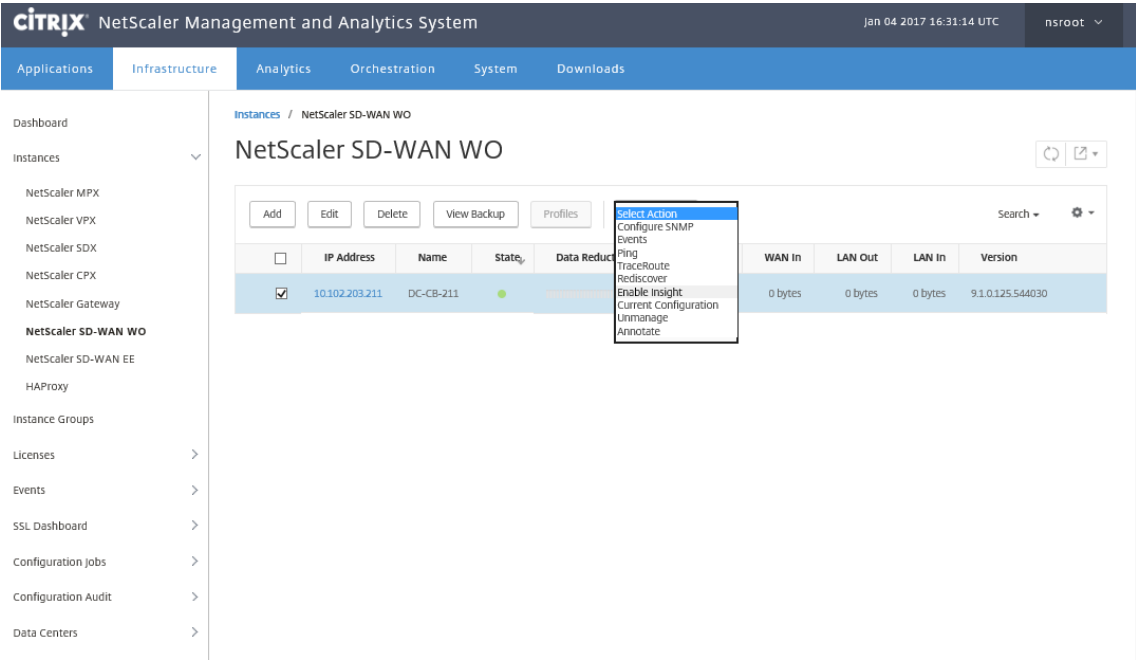 CİTRIX NetScaler Management and Analytics System Jan 04 2017 16:31:14 UTC nsroot
Applications Infrastructure Analytics Orchestration System Downloads
Instances / NetScaler SD-WAN WO
NetScaler SD-WAN WO
Dashboard
Instances
NetScaler MPX
NetScaler VPX
NetScaler SDX
NetScaler CPX
NetScaler Gateway
NetScaler SD-WAN WO
NetScaler SD-WAN EE
HAProxy
Instance Groups
Licenses
Events
SSL Dashboard
Configuration Jobs
Configuration Audit
Data Centers
Add Edit Delete View Backup Profiles Search
Select Action
Configure SNMP
Events
Ping
TraceRoute
Rediscover
Enable Insight
Current Configuration
Unmanage
Annotate
IP Address Name State Data Reduct WAN In LAN Out LAN In Version
10.102.203.211 DC-CB-211 0 bytes 0 bytes 0 bytes 9.1.0.125.544030